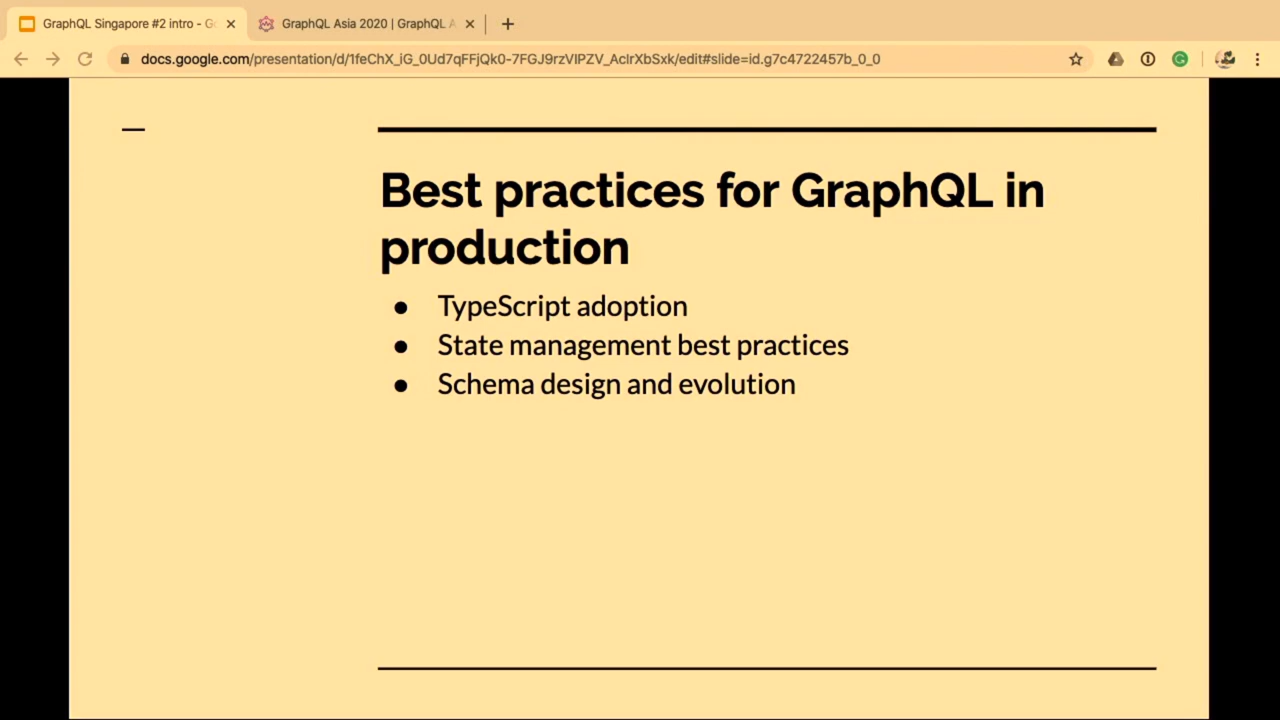 GraphQL Singapore #2 intro - G
GraphQL Asia 2020 | GraphQL A
docs.google.com/presentation/d/1feChX_iG_0Ud7qFFjQk0-7FGJ9rzVIPZV_AcIrXbSxk/edit#slide=id.g7c4722457b_0_0
Best practices for GraphQL in
production
● TypeScript adoption
● State management best practices
● Schema design and evolution